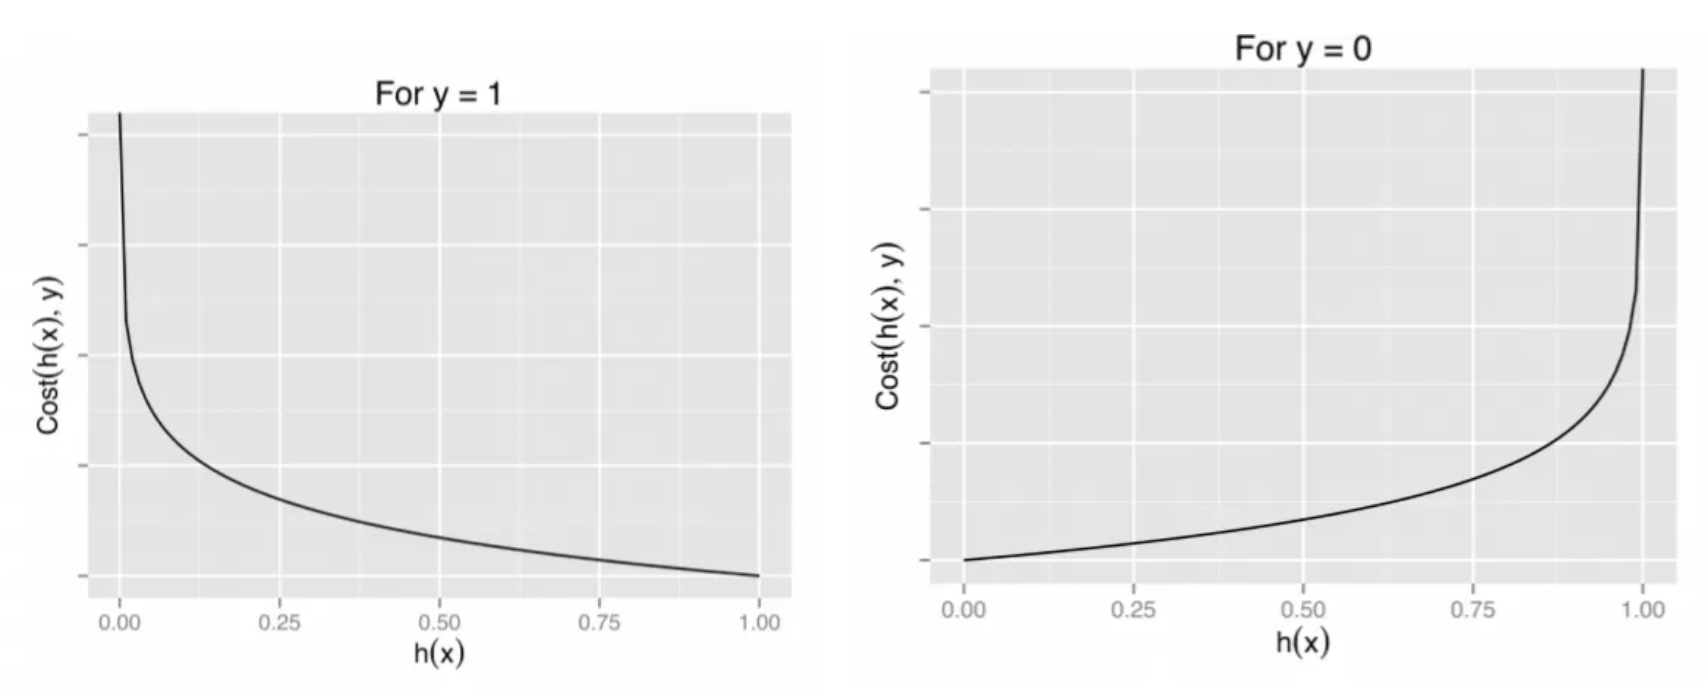 For y = 1
Cost(h(x), y)
0.00 0.25 0.50 0.75 1.00
h(x)
For y = 0
Cost(h(x), y)
0.00 0.25 0.50 0.75 1.00
h(x)